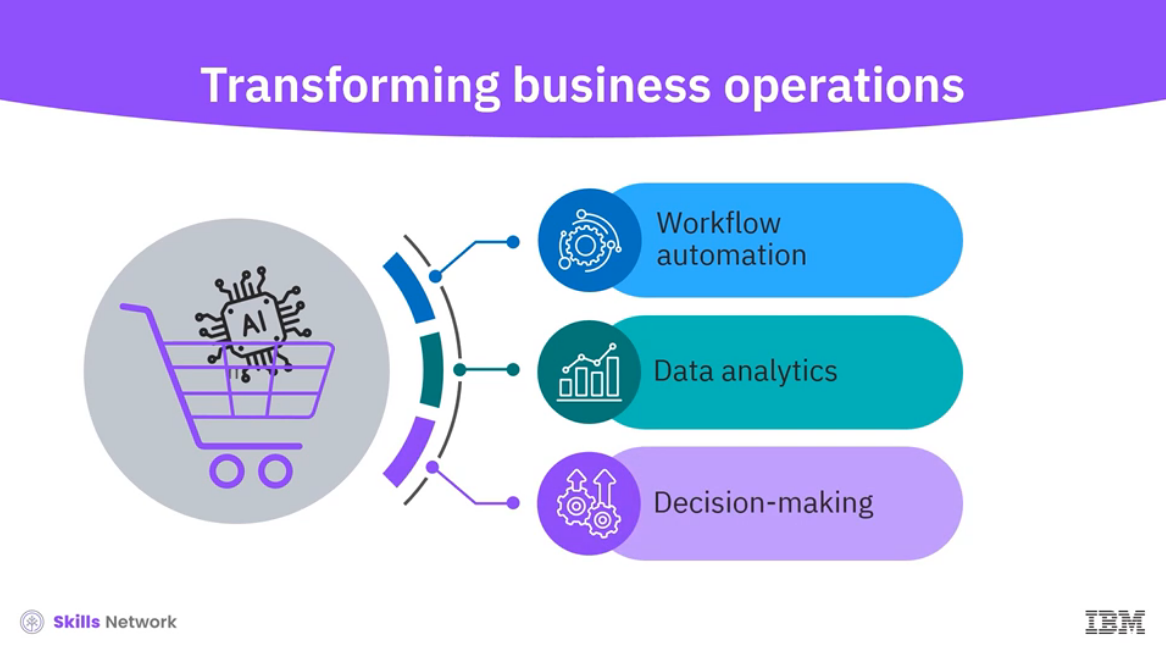 Transforming business operations
AI
Workflow
automation
Data analytics
Decision-making
Skills Network
IBM